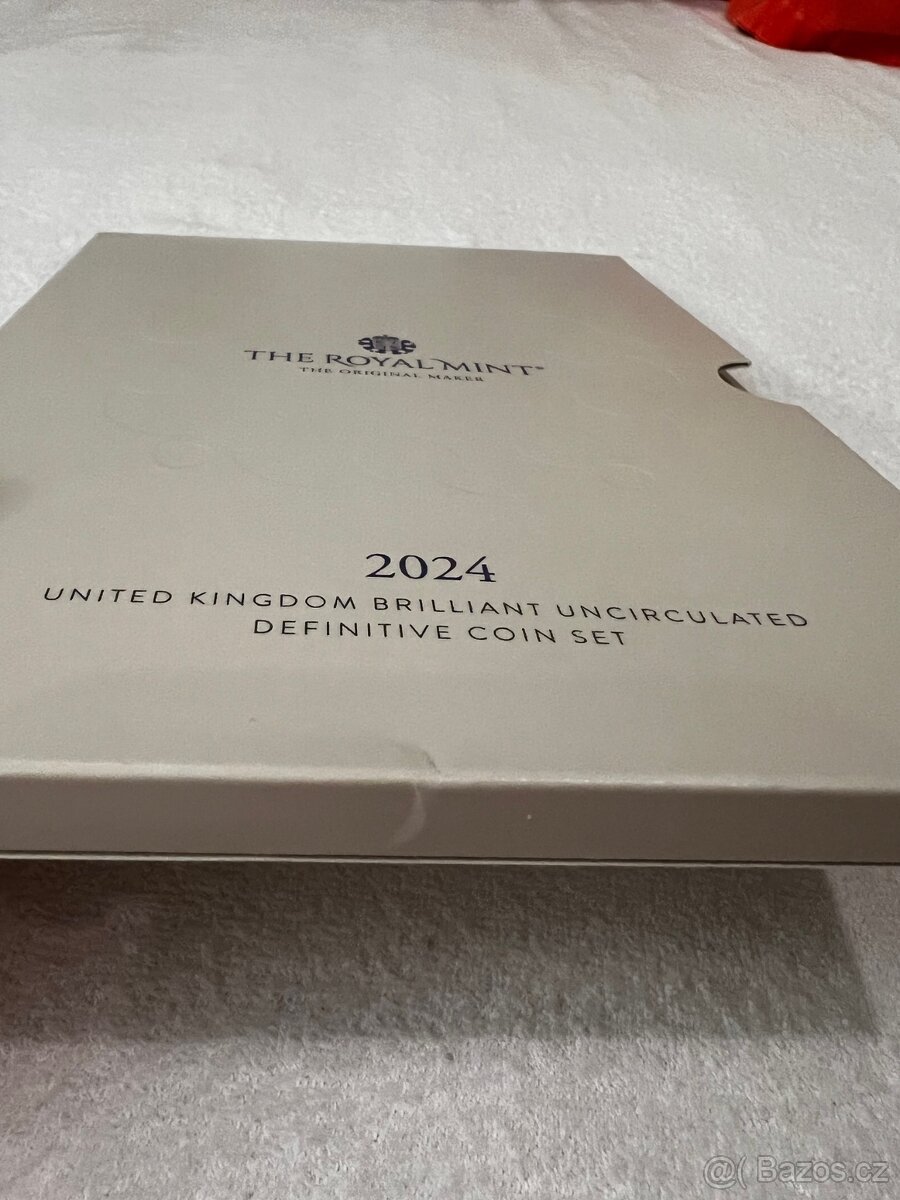 THE ROYAL MINT®
THE ORIGINAL MAKER
2024
UNITED KINGDOM BRILLIANT UNCIRCULATED
DEFINITIVE COIN SET
@( Bazos.cz